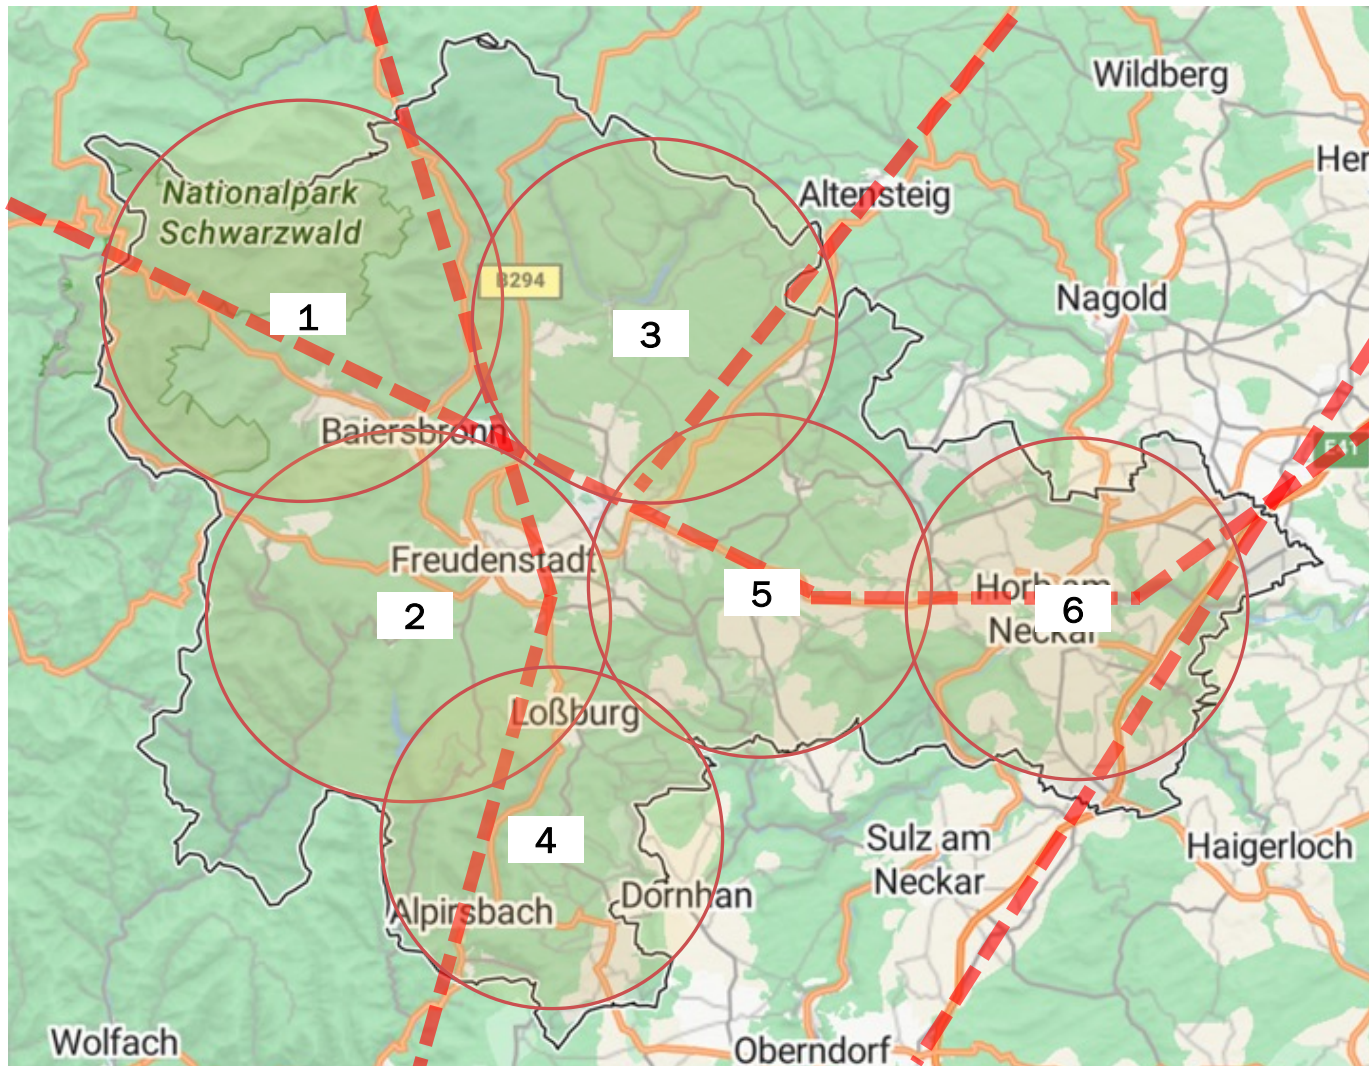 Wildberg
Her
Nationalpark
Schwarzwald
Altensteig
B294
Nagold
1
3
Baiersbronn
E41
Freudenstadt
5
Horb am
Neckar
6
2
Loßburg
4
Sulz am
Neckar
Haigerloch
Dornhan
Alpirsbach
Wolfach
Oberndorf